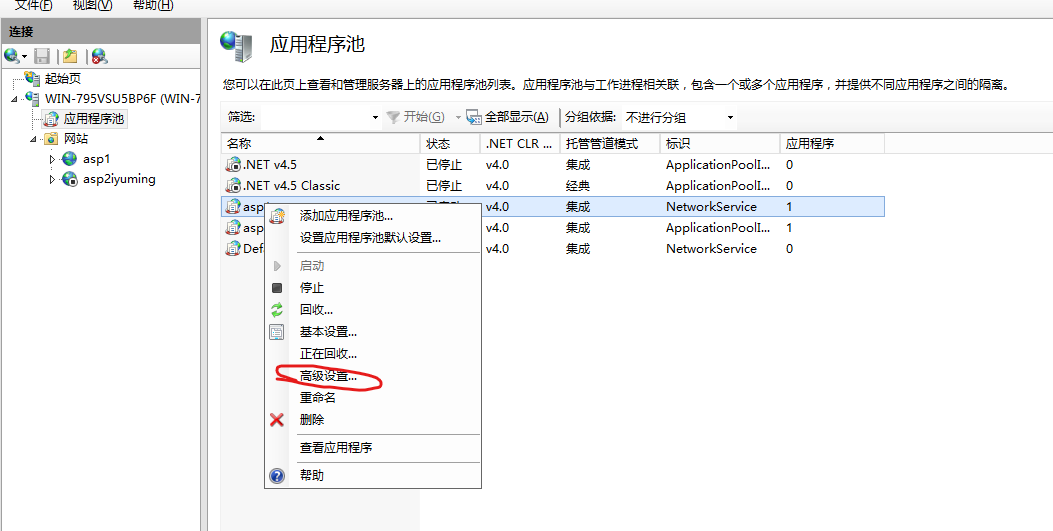 文件(F) 视图(V) 帮助(H)
连接
起始页
WIN-795VSU5BP6F (WIN-7
应用程序池
网站
asp1
asp2iyuming
应用程序池
您可以在此页上查看和管理服务器上的应用程序池列表。应用程序池与工作进程相关联，包含一个或多个应用程序，并提供不同应用程序之间的隔离。
筛选: 开始(G) 全部显示(A) 分组依据: 不进行分组
名称 状态 .NET CLR ... 托管管道模式 标识 应用程序
.NET v4.5 已停止 v4.0 集成 ApplicationPoolI... 0
.NET v4.5 Classic 已停止 v4.0 经典 ApplicationPoolI... 0
asp v4.0 集成 NetworkService 1
asp v4.0 集成 ApplicationPoolI... 1
Def v4.0 集成 NetworkService 0
添加应用程序池...
设置应用程序池默认设置...
启动
停止
回收...
基本设置...
正在回收...
高级设置...
重命名
删除
查看应用程序
帮助